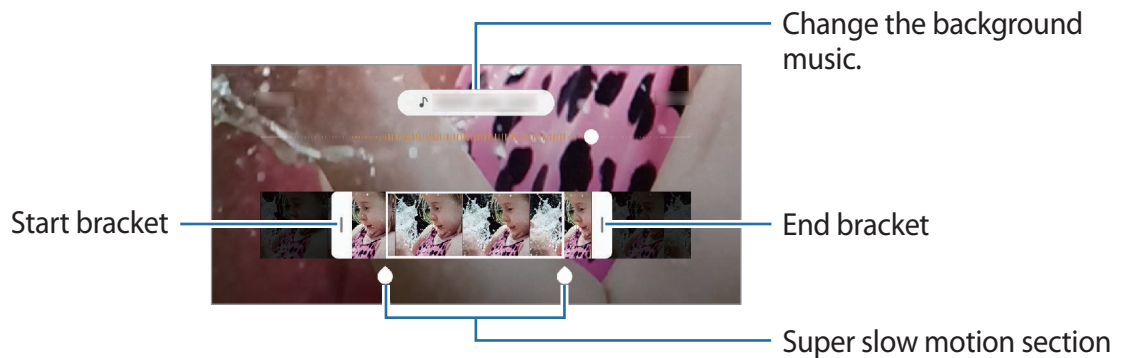 Change the background
music.
Start bracket
End bracket
Super slow motion section